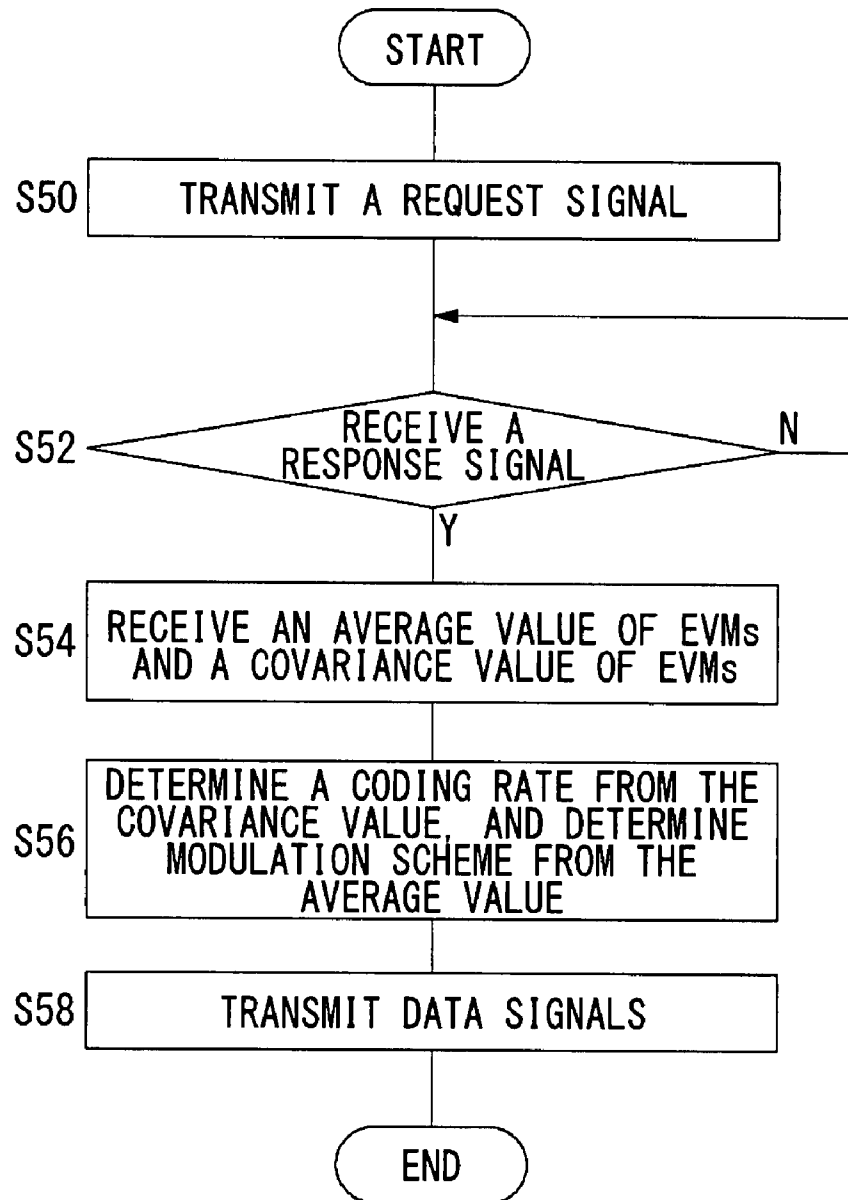 START
S50
TRANSMIT A REQUEST SIGNAL
S52
RECEIVE A
RESPONSE SIGNAL
N
Y
S54
RECEIVE AN AVERAGE VALUE OF EVMs
AND A COVARIANCE VALUE OF EVMs
S56
DETERMINE A CODING RATE FROM THE
COVARIANCE VALUE, AND DETERMINE
MODULATION SCHEME FROM THE
AVERAGE VALUE
S58
TRANSMIT DATA SIGNALS
END